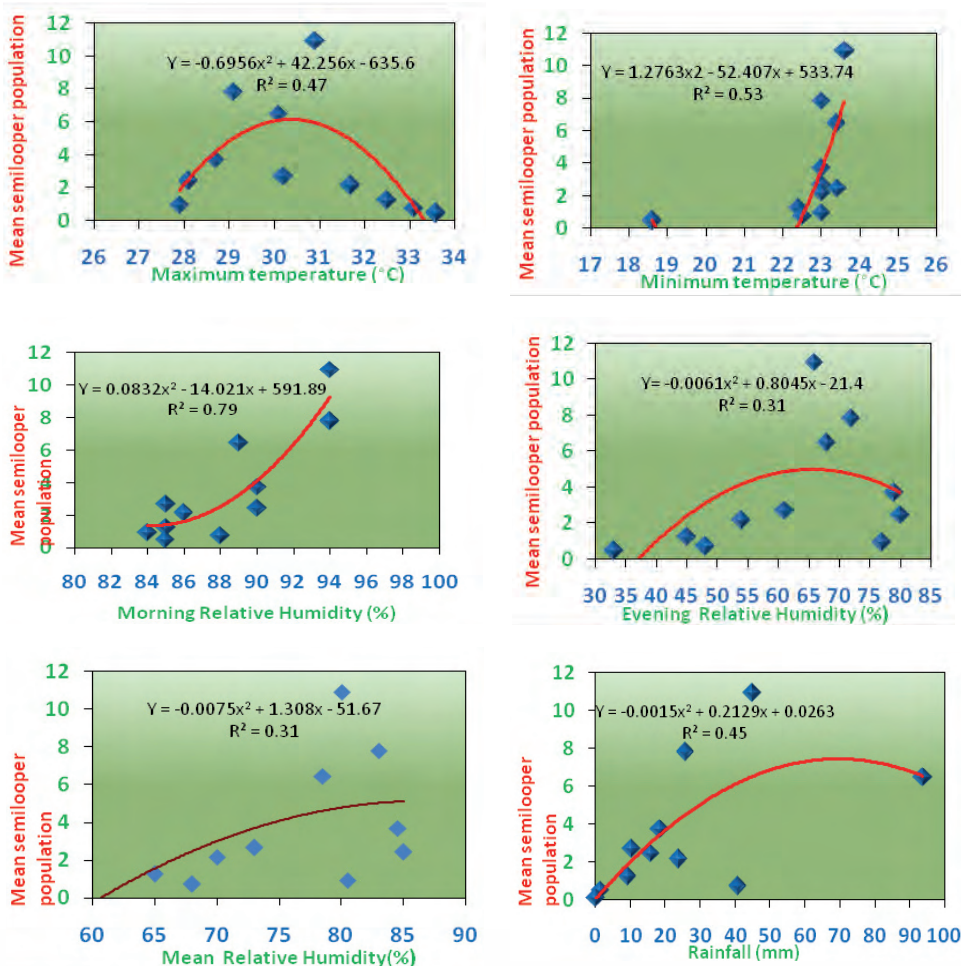 Mean semilooper population
12
10
8
6
4
2
0
Y = -0.6956x² + 42.256x - 635.6
R² = 0.47
26 28 29 30 31 32 33 34
Maximum temperature (°C)
Mean semilooper population
12
10
8
6
4
2
0
Y = 1.2763x2 - 52.407x + 533.74
R² = 0.53
17 18 19 20 21 22 23 23 25 26
Minimum temperature (°C)
Mean semilooper
population
12
10
8
6
4
2
0
Y = 0.0832x² - 14.021x + 591.89
R² = 0.79
80 82 84 86 88 90 92 94 96 98 100
Morning Relative Humidity (%)
Mean semilooper population
12
10
8
6
4
2
0
Y= -0.0061x² + 0.8045x - 21.4
R² = 0.31
30 35 40 45 50 55 60 65 70 75 80 85
Evening Relative Humidity (%)
Mean semilooper
population
12
10
8
6
4
2
0
Y = -0.0075x² + 1.308x - 51.67
R² = 0.31
60 65 70 75 80 85 90
Mean Relative Humidity(%)
Mean semilooper
population
12
10
8
6
4
2
0
Y = -0.0015x² + 0.2129x + 0.0263
R² = 0.45
0 10 20 30 40 50 60 70 80 90 100
Rainfall (mm)